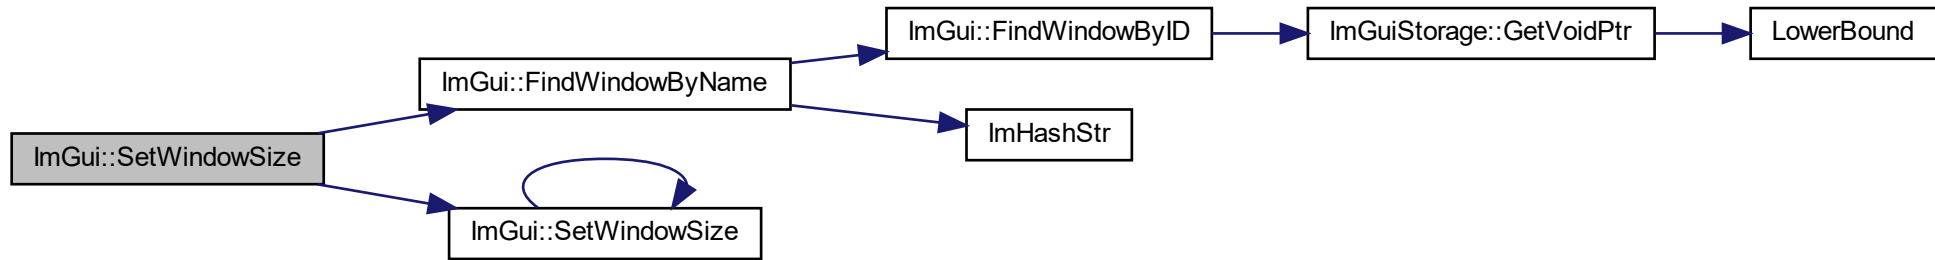 ImGui::SetWindowSize
ImGui::FindWindowByName
ImGui::FindWindowByID
ImGuiStorage::GetVoidPtr
LowerBound
ImHashStr
ImGui::SetWindowSize